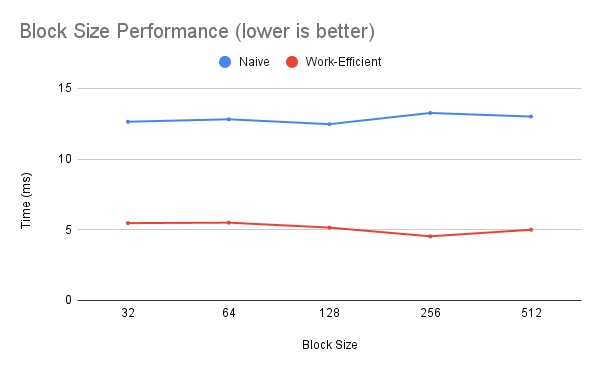 Block Size Performance (lower is better)
Naive
Work-Efficient
15
10
5
0
Time (ms)
32
64
128
256
512
Block Size